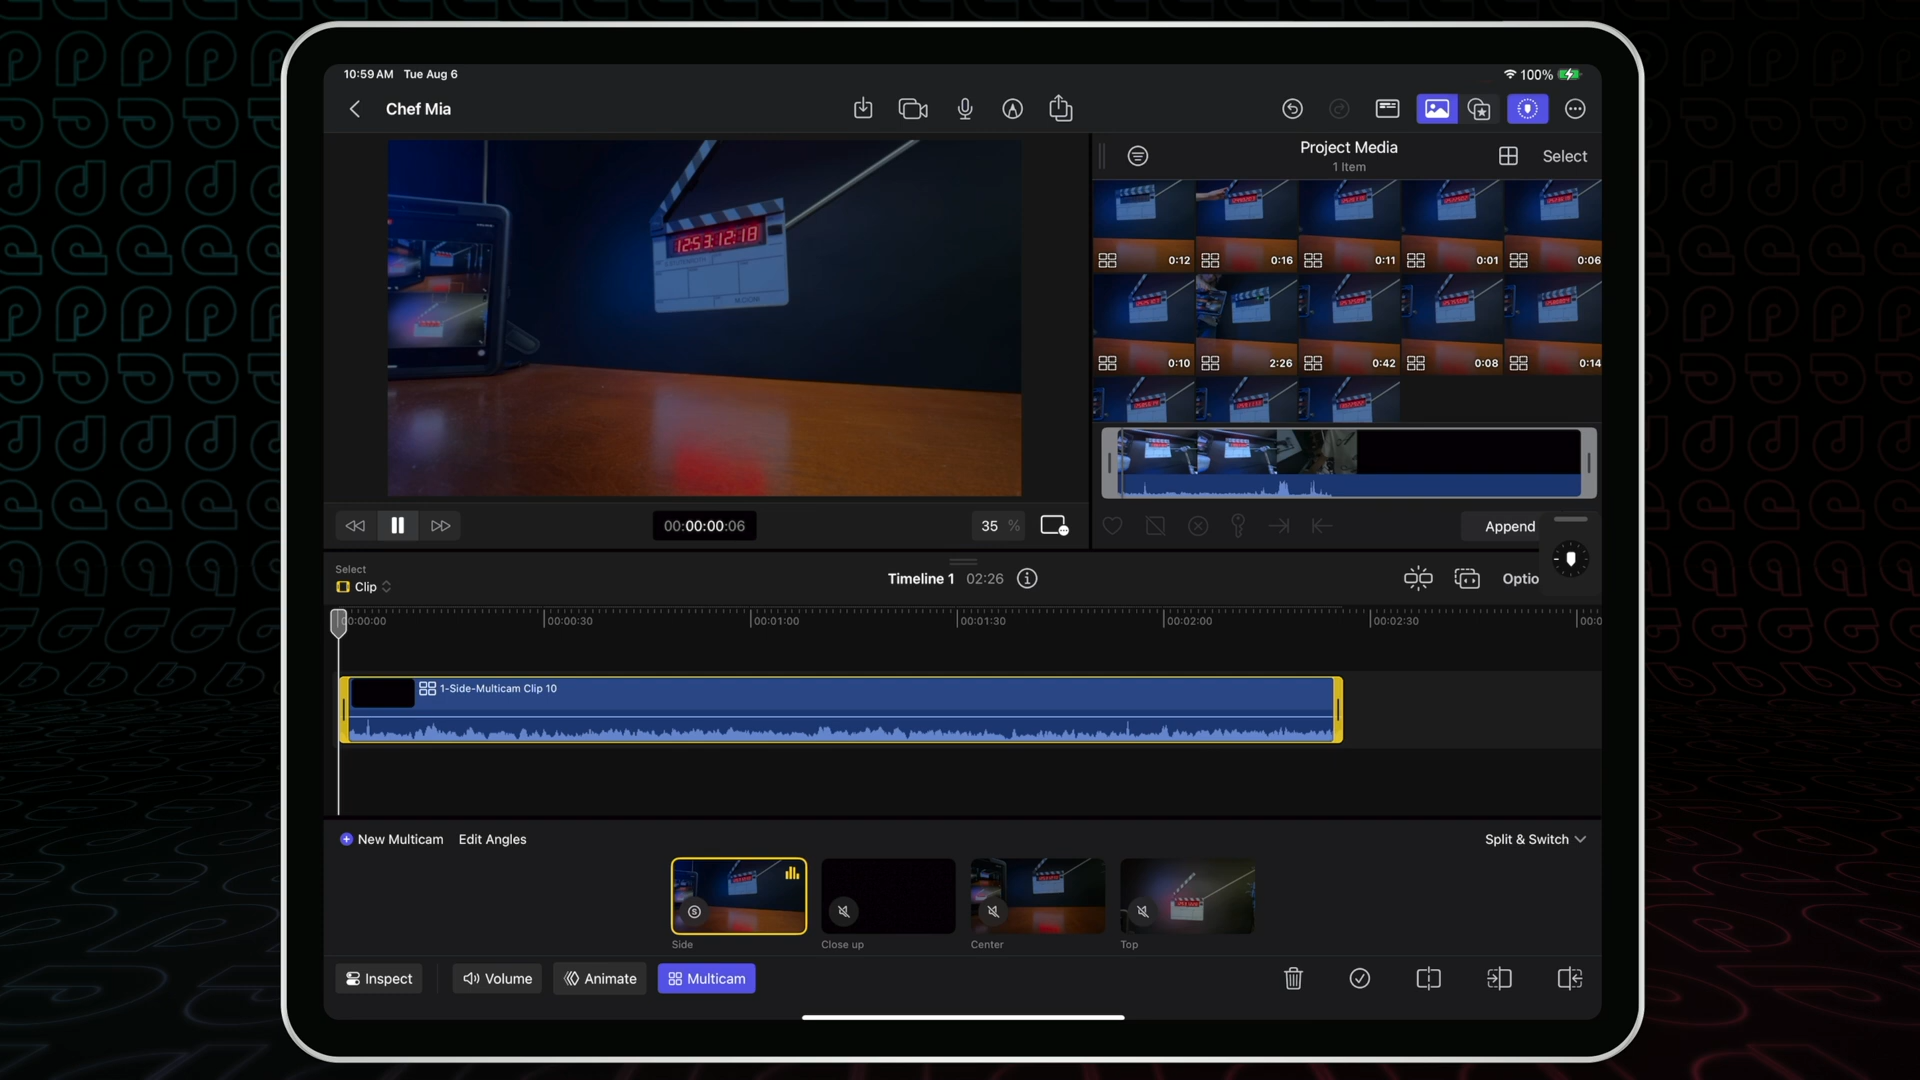 10:59 AM Tue Aug 6
100%
Chef Mia
Project Media
1 Item
Select
12:53:12:18
0:12
0:16
0:11
0:01
0:06
0:10
2:26
0:42
0:08
0:14
00:00:00:06
35 %
Append
Select
Clip
Timeline 1 02:26
Optio
00:00:00
00:00:30
00:01:00
00:01:30
00:02:00
00:02:30
00:0
1-Side-Multicam Clip 10
New Multicam Edit Angles
Split & Switch
S
Side
Close up
Center
Top
Inspect
Volume
Animate
Multicam